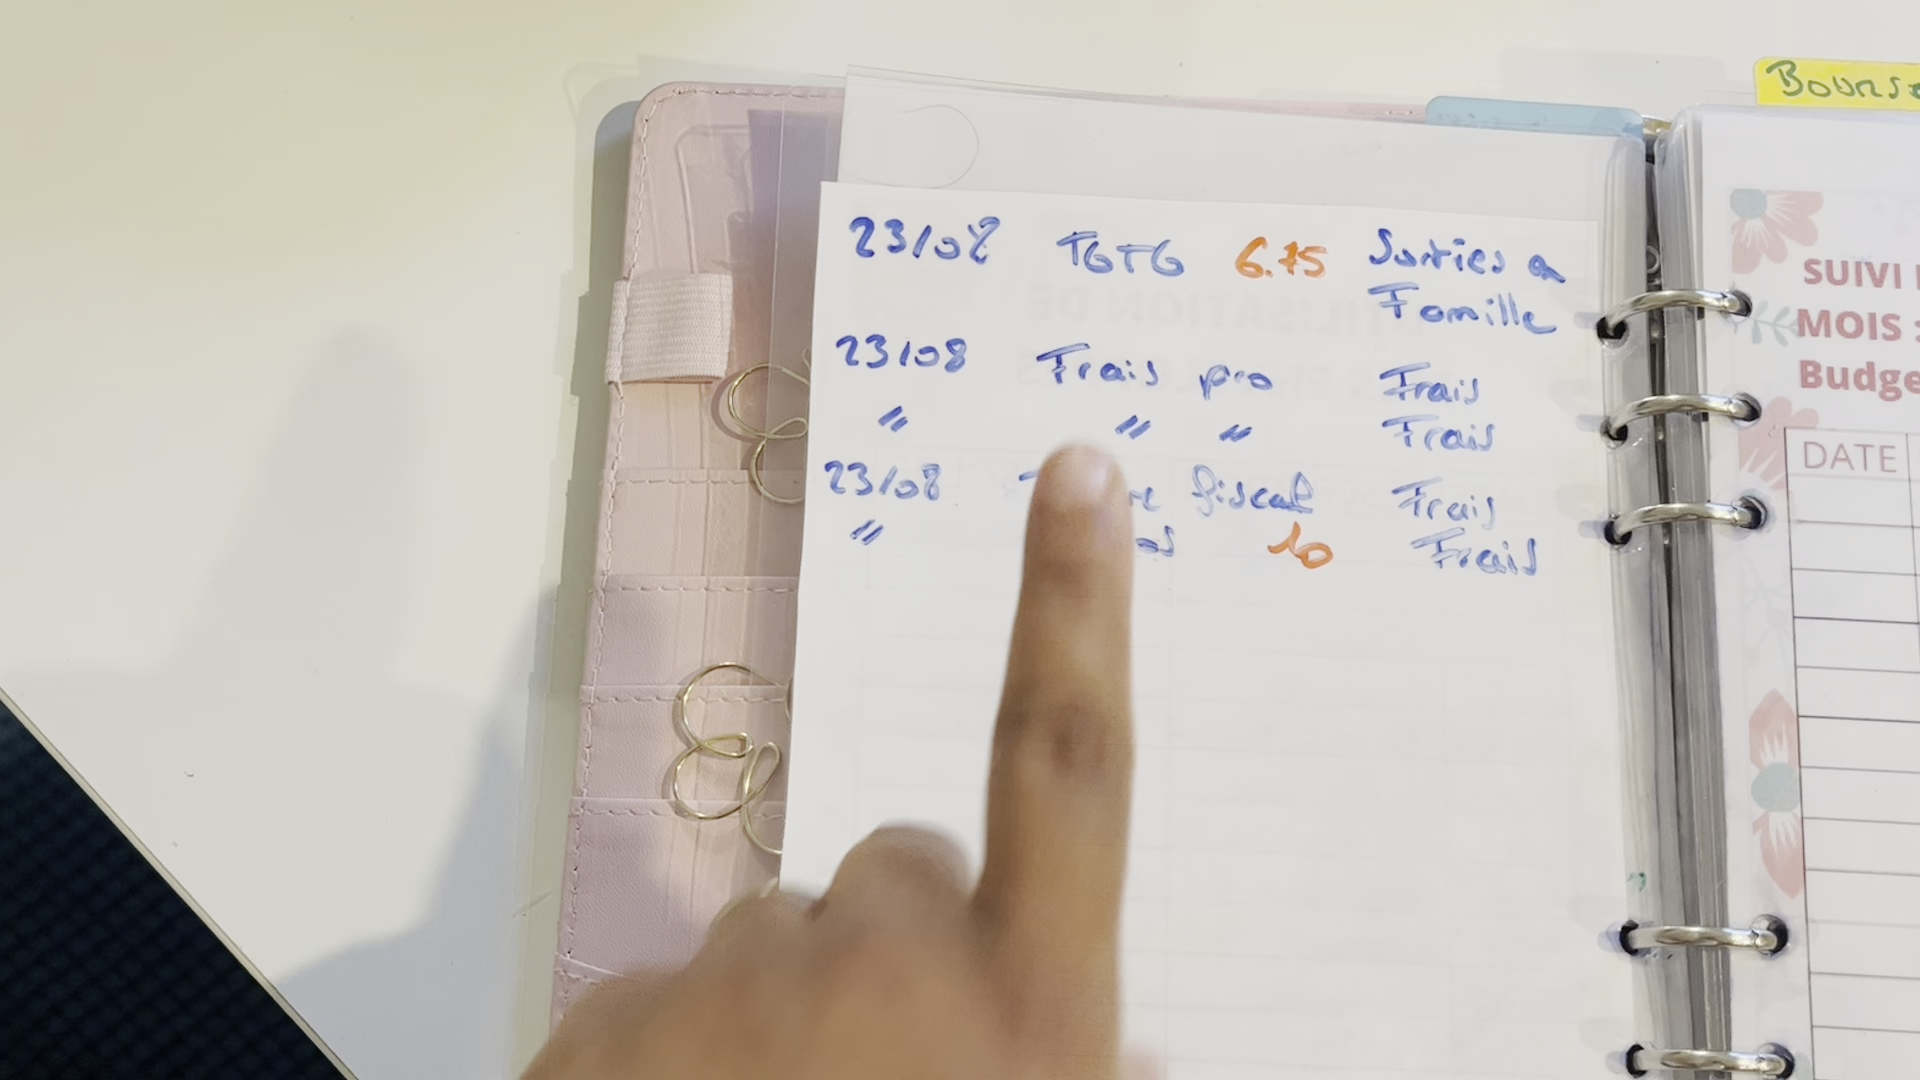 23/08 TGTG 6.75 Sorties en
Famille
23/08 Frais pro Frais
" " " Frais
23/08 fiscal Frais
" 10 Frais
Bourso
SUIVI
MOIS :
Budge
DATE